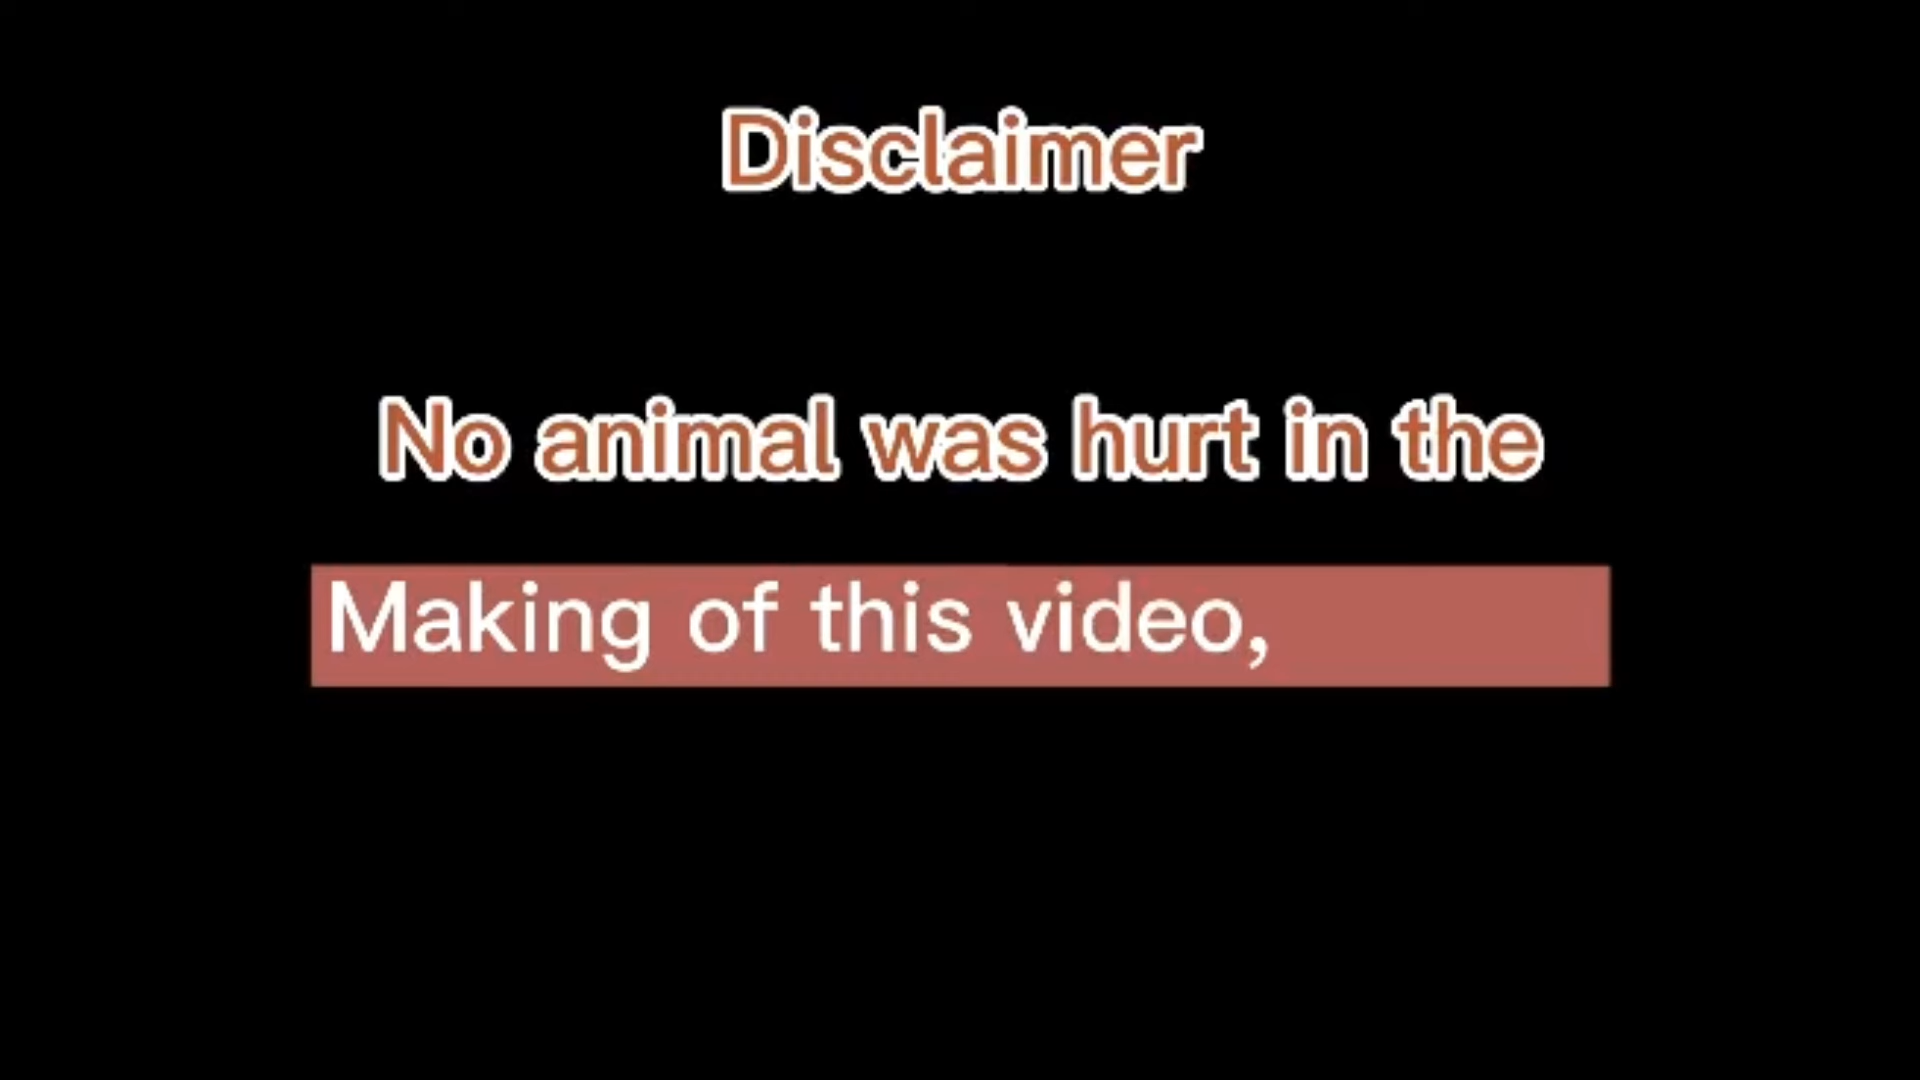 Disclaimer
No animal was hurt in the
Making of this video,